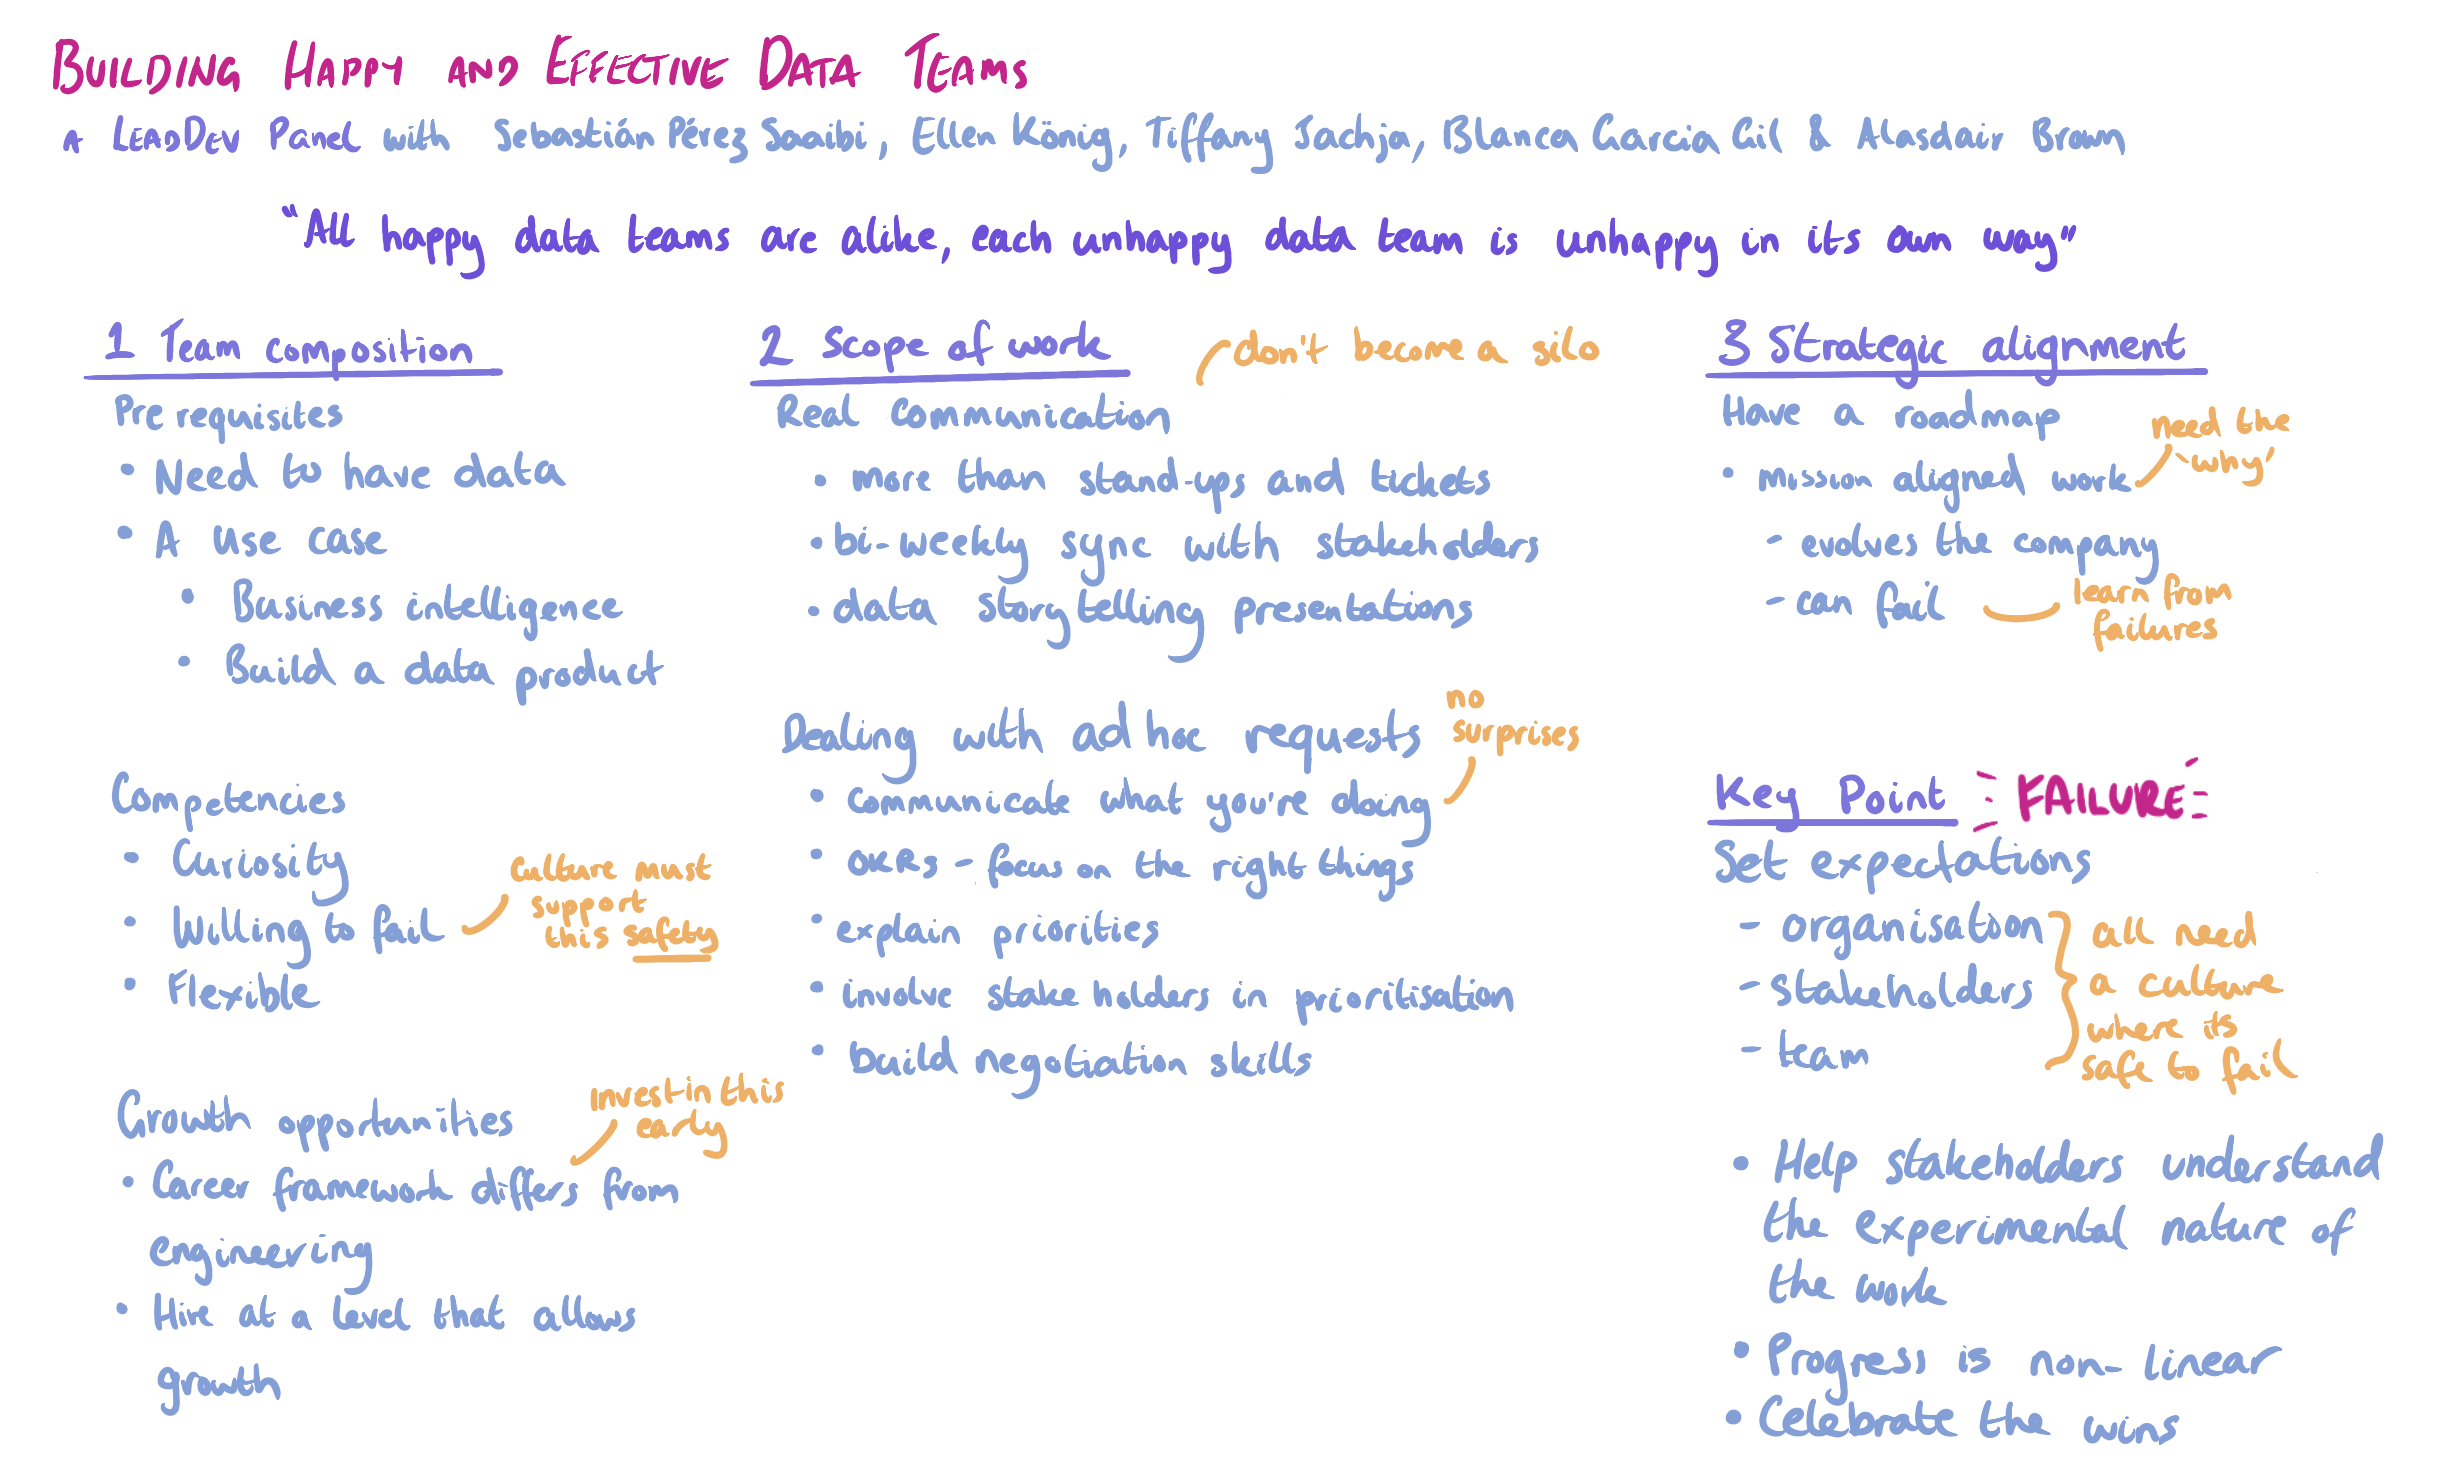 BUILDING HAPPY AND EFFECTIVE DATA TEAMS
A LEADDEV PANEL with Sebastián Pérez Saaibi, Ellen König, Tiffany Jachja, Blanca Garcia Gil & Alasdair Brown
"All happy data teams are alike, each unhappy data team is unhappy in its own way"
1 Team composition
Prerequisites
• Need to have data
• A use case
• Business intelligence
• Build a data product
Competencies
• Curiosity
• Willing to fail
culture must
support
this safety
• Flexible
Growth opportunities
invest in this
early
• Career framework differs from
engineering
• Hire at a level that allows
growth
2 Scope of work
don't become a silo
Real communication
• more than stand-ups and tickets
• bi-weekly sync with stakeholders
• data storytelling presentations
Dealing with ad hoc requests
no
surprises
• communicate what you're doing
• OKRs - focus on the right things
• explain priorities
• involve stakeholders in prioritisation
• build negotiation skills
3 Strategic alignment
Have a roadmap
need the
'why'
• mission aligned work
- evolves the company
- can fail
learn from
failures
Key Point FAILURE
Set expectations
- organisation
- stakeholders
- team
all need
a culture
where its
safe to fail
• Help stakeholders understand
the experimental nature of
the work
• Progress is non-linear
• Celebrate the wins